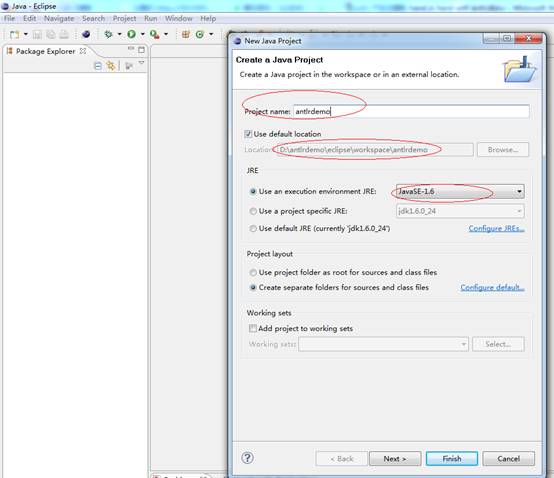 Java - Eclipse
File Edit Navigate Search Project Run Window Help
Package Explorer
New Java Project
Create a Java Project
Create a Java project in the workspace or in an external location.
Project name: antlrdemo
Use default location
Location: D:\antlrdemo\eclipse\workspace\antlrdemo Browse...
JRE
Use an execution environment JRE: JavaSE-1.6
Use a project specific JRE: jdk1.6.0_24
Use default JRE (currently 'jdk1.6.0_24') Configure JREs...
Project layout
Use project folder as root for sources and class files
Create separate folders for sources and class files Configure default...
Working sets
Add project to working sets
Working sets: Select...
< Back Next > Finish Cancel